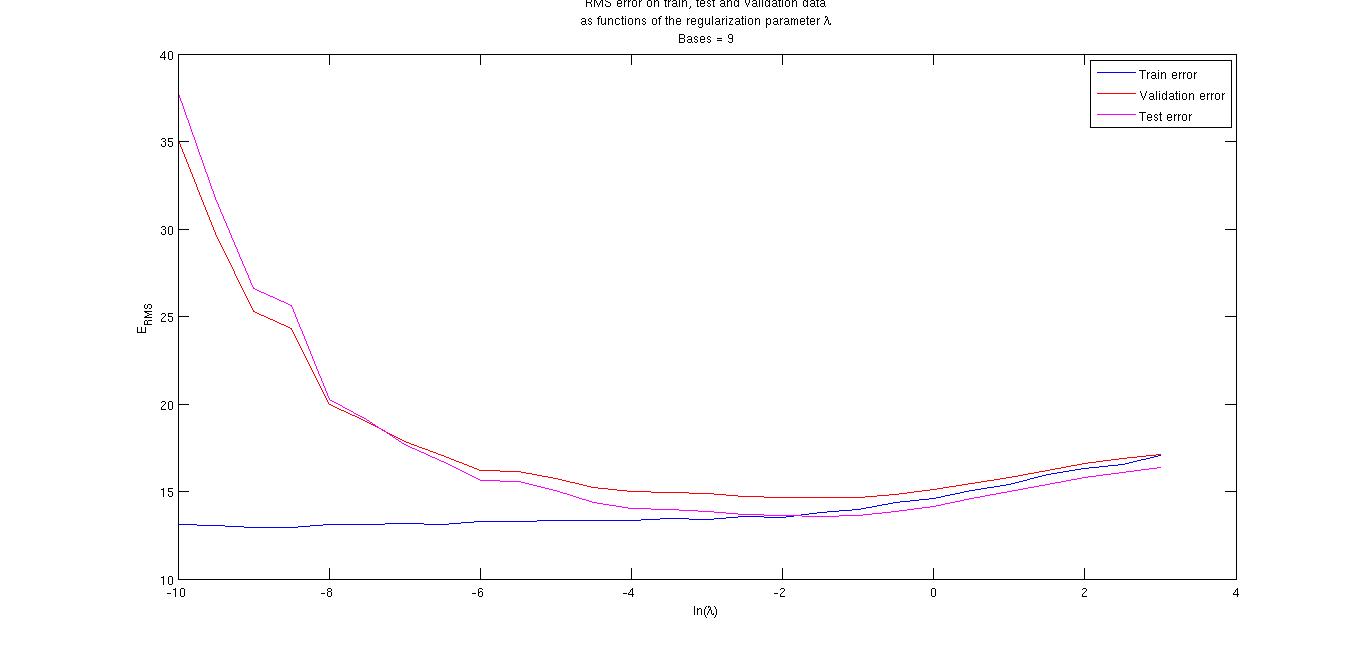 RMS error on train, test and validation data
as functions of the regularization parameter λ
Bases = 9
40
35
30
25
20
15
10
E_RMS
-10 -8 -6 -4 -2 0 2 4
ln(λ)
Train error
Validation error
Test error